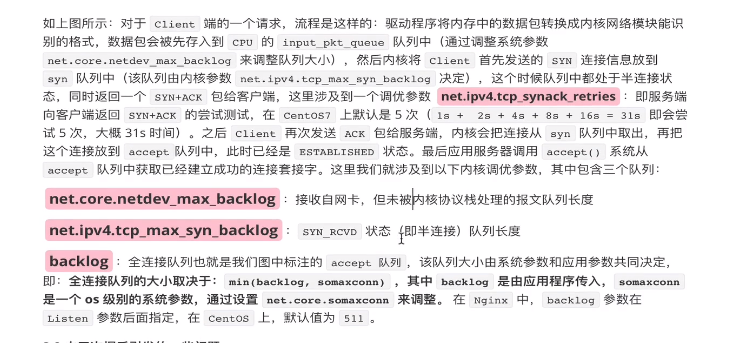 如上图所示：对于 Client 端的一个请求，流程是这样的：驱动程序将内存中的数据包转换成内核网络模块能识
别的格式，数据包会被先存入到 CPU 的 input_pkt_queue 队列中（通过调整系统参数
net.core.netdev_max_backlog 来调整队列大小），然后内核将 Client 首先发送的 SYN 连接信息放到
syn 队列中（该队列由内核参数 net.ipv4.tcp_max_syn_backlog 决定），这个时候队列中都处于半连接状
态，同时返回一个 SYN+ACK 包给客户端，这里涉及到一个调优参数 net.ipv4.tcp_synack_retries ：即服务端
向客户端返回 SYN+ACK 的尝试测试，在 CentOS7 上默认是 5 次（ 1s + 2s + 4s + 8s + 16s = 31s 即会尝
试 5 次，大概 31s 时间）。之后 Client 再次发送 ACK 包给服务端，内核会把连接从 syn 队列中取出，再把
这个连接放到 accept 队列中，此时已经是 ESTABLISHED 状态。最后应用服务器调用 accept() 系统从
accept 队列中获取已经建立成功的连接套接字。这里我们就涉及到以下内核调优参数，其中包含三个队列：
net.core.netdev_max_backlog ：接收自网卡，但未被内核协议栈处理的报文队列长度
net.ipv4.tcp_max_syn_backlog ： SYN_RCVD 状态（即半连接）队列长度
backlog ：全连接队列也就是我们图中标注的 accept 队列 ，该队列大小由系统参数和应用参数共同决定，
即：全连接队列的大小取决于： min(backlog, somaxconn) ，其中 backlog 是由应用程序传入， somaxconn
是一个 os 级别的系统参数，通过设置 net.core.somaxconn 来调整。 在 Nginx 中， backlog 参数在
Listen 参数后面指定，在 CentOS 上，默认值为 511 。